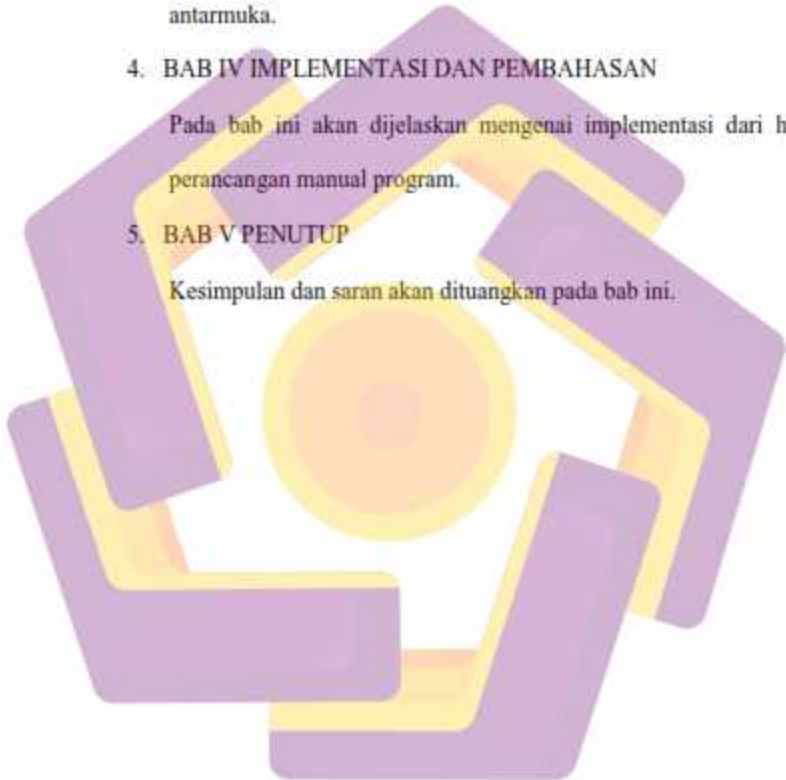 antarmuka.
4. BAB IV IMPLEMENTASI DAN PEMBAHASAN
Pada bab ini akan dijelaskan mengenai implementasi dari h
perancangan manual program.
5. BAB V PENUTUP
Kesimpulan dan saran akan dituangkan pada bab ini.